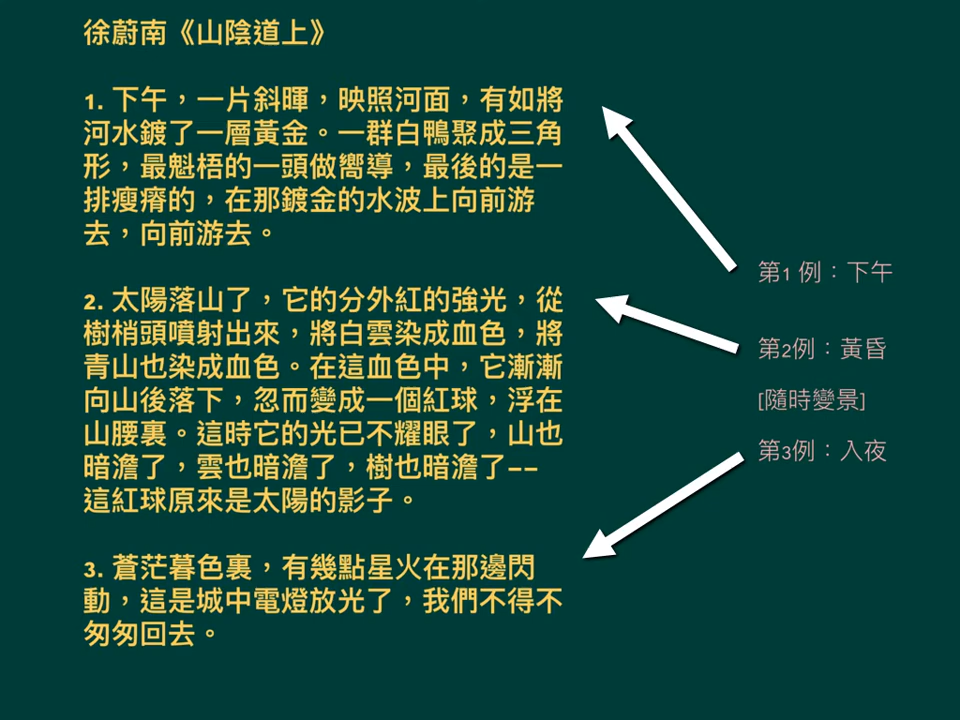 徐蔚南《山陰道上》
1. 下午，一片斜暉，映照河面，有如將
河水鍍了一層黃金。一群白鴨聚成三角
形，最魁梧的一頭做嚮導，最後的是一
排瘦瘠的，在那鍍金的水波上向前游
去，向前游去。
2. 太陽落山了，它的分外紅的強光，從
樹梢頭噴射出來，將白雲染成血色，將
青山也染成血色。在這血色中，它漸漸
向山後落下，忽而變成一個紅球，浮在
山腰裏。這時它的光已不耀眼了，山也
暗澹了，雲也暗澹了，樹也暗澹了−−
這紅球原來是太陽的影子。
3. 蒼茫暮色裏，有幾點星火在那邊閃
動，這是城中電燈放光了，我們不得不
匆匆回去。
第1 例：下午
第2例：黃昏
[隨時變景]
第3例：入夜